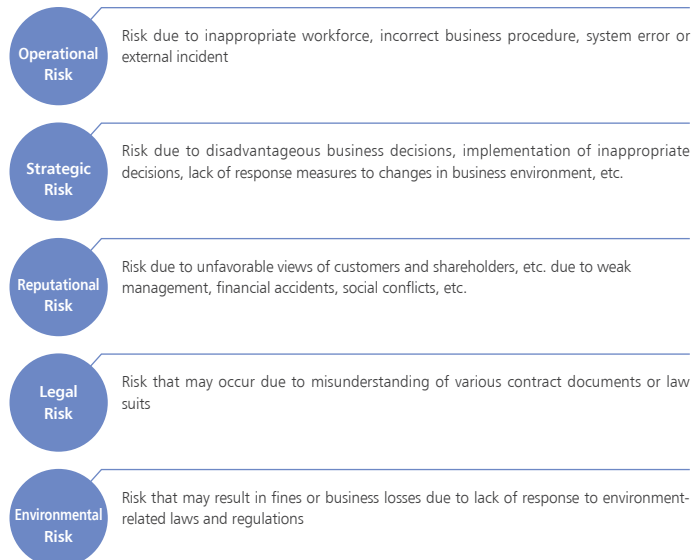 Operational
Risk
Risk due to inappropriate workforce, incorrect business procedure, system error or
external incident
Strategic
Risk
Risk due to disadvantageous business decisions, implementation of inappropriate
decisions, lack of response measures to changes in business environment, etc.
Reputational
Risk
Risk due to unfavorable views of customers and shareholders, etc. due to weak
management, financial accidents, social conflicts, etc.
Legal
Risk
Risk that may occur due to misunderstanding of various contract documents or law
suits
Environmental
Risk
Risk that may result in fines or business losses due to lack of response to environment-
related laws and regulations